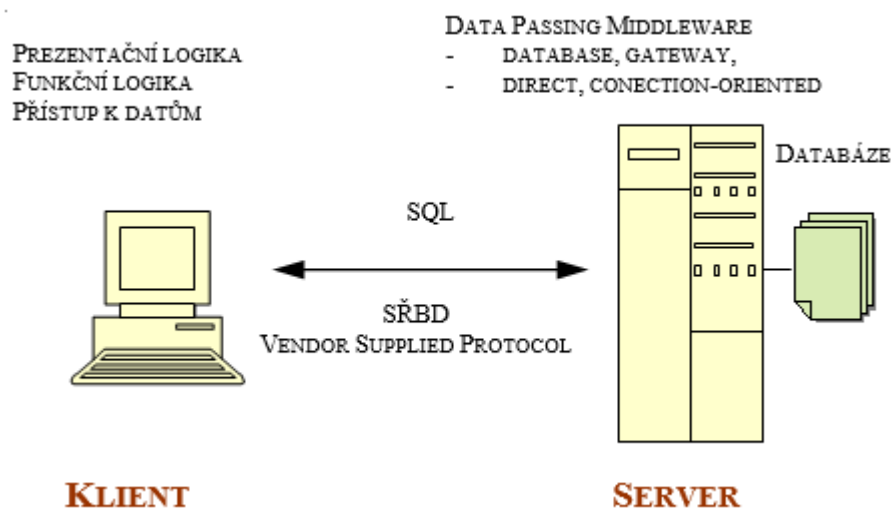 PREZENTAČNÍ LOGIKA
FUNKČNÍ LOGIKA
PŘÍSTUP K DATŮM
DATA PASSING MIDDLEWARE
- DATABASE, GATEWAY,
- DIRECT, CONECTION-ORIENTED
DATABÁZE
SQL
SŘBD
VENDOR SUPPLIED PROTOCOL
KLIENT
SERVER